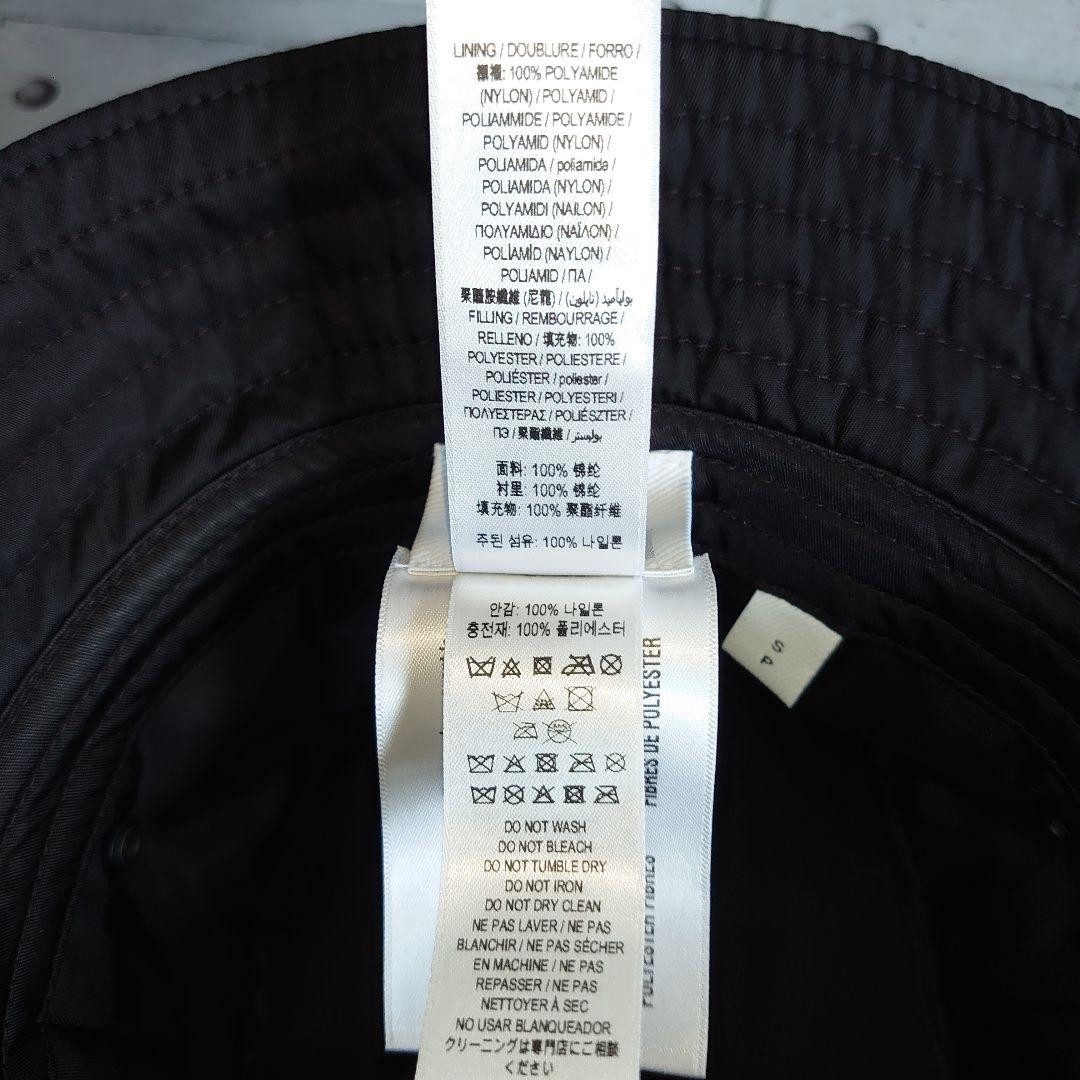 LINING / DOUBLURE / FORRO /
襯裡: 100% POLYAMIDE
(NYLON) / POLYAMID /
POLIAMMIDE / POLYAMIDE /
POLYAMID (NYLON) /
POLIAMIDA / poliamida /
POLIAMIDA (NYLON) /
POLYAMIDI (NAILON) /
ΠΟΛΥΑΜΙΔΙΟ (ΝΑΪΛΟΝ) /
POLİAMİD (NAYLON) /
POLIAMID / ПА /
聚醯胺纖維 (尼龍) / بولياميد (نايلون) /
FILLING / REMBOURRAGE /
RELLENO / 填充物: 100%
POLYESTER / POLIESTERE /
POLIÉSTER / poliester /
POLIESTER / POLYESTERI /
ΠΟΛΥΕΣΤΕΡΑΣ / POLIÉSZTER /
ПЭ / 聚酯纖維 / بوليستر
面料: 100% 锦纶
衬里: 100% 锦纶
填充物: 100% 聚酯纤维
주된 섬유: 100% 나일론
안감: 100% 나일론
충전재: 100% 폴리에스터
DO NOT WASH
DO NOT BLEACH
DO NOT TUMBLE DRY
DO NOT IRON
DO NOT DRY CLEAN
NE PAS LAVER / NE PAS
BLANCHIR / NE PAS SÉCHER
EN MACHINE / NE PAS
REPASSER / NE PAS
NETTOYER À SEC
NO USAR BLANQUEADOR
クリーニングは専門店にご相談
ください
POLYESTER FIBRES
FIBRES DE POLYESTER
S P